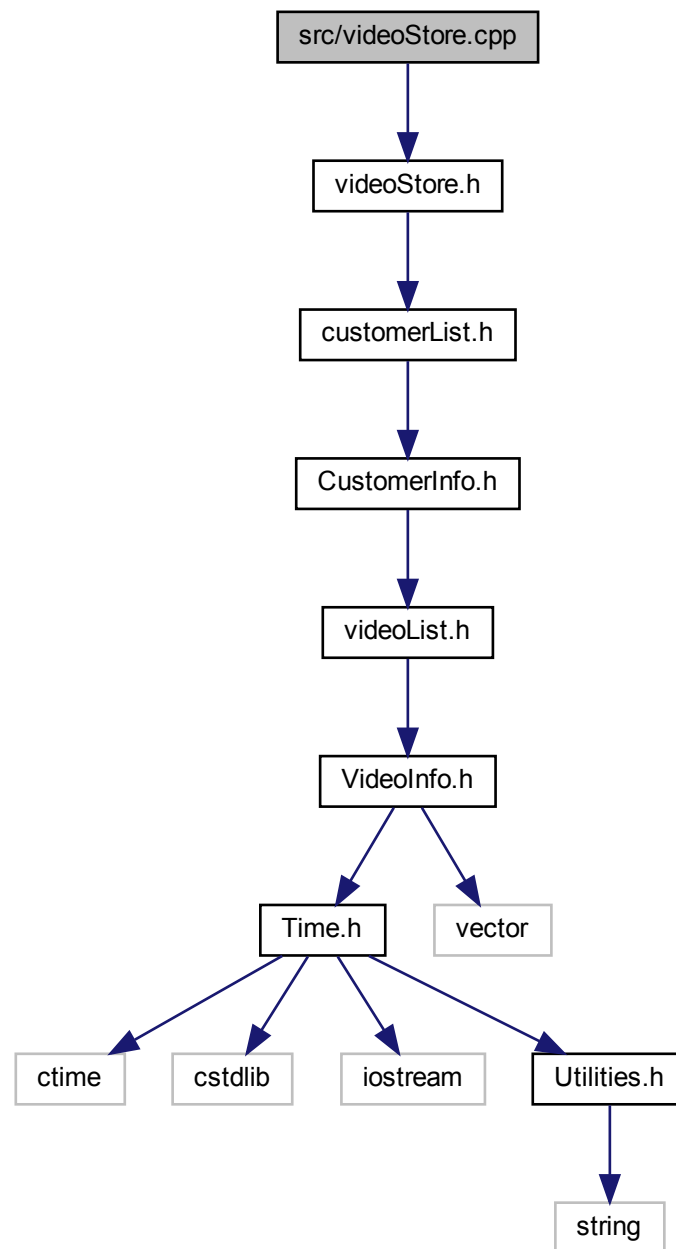 src/videoStore.cpp
videoStore.h
customerList.h
CustomerInfo.h
videoList.h
VideoInfo.h
Time.h
vector
ctime
cstdlib
iostream
Utilities.h
string